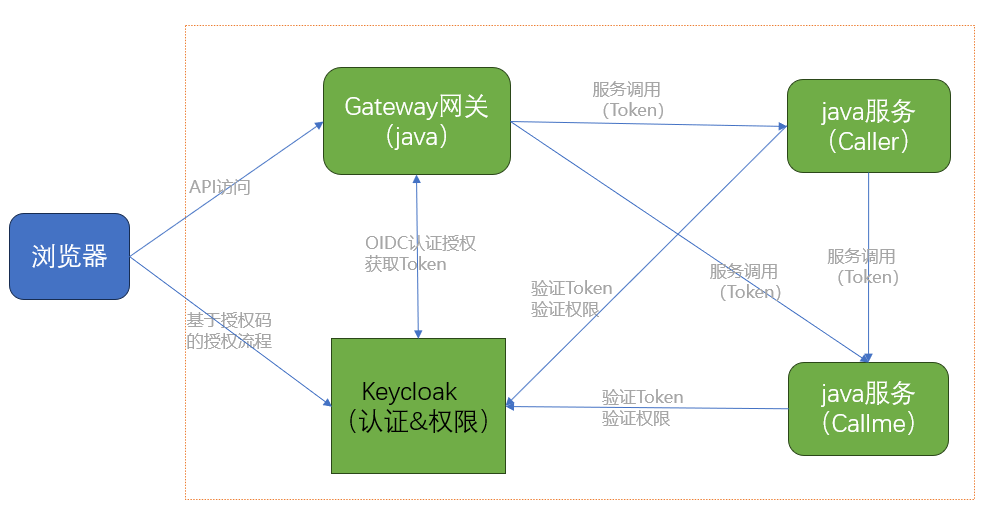 Gateway网关
（java）
服务调用
（Token）
java服务
（Caller）
API访问
浏览器
OIDC认证授权
获取Token
服务调用
（Token）
服务调用
（Token）
验证Token
验证权限
基于授权码
的授权流程
Keycloak
（认证&权限）
验证Token
验证权限
java服务
（Callme）